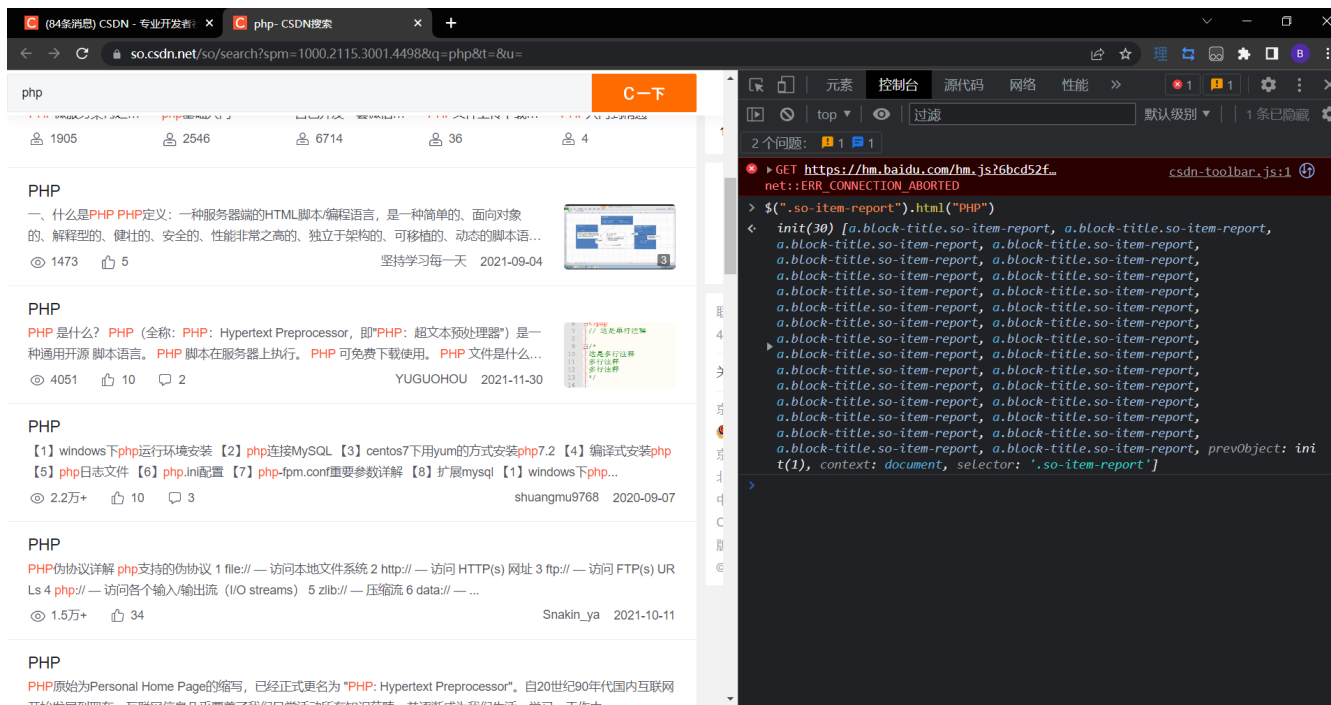 (84条消息) CSDN - 专业开发者社
php- CSDN搜索
so.csdn.net/so/search?spm=1000.2115.3001.4498&q=php&t=&u=
理
B
php
C一下
1905
2546
6714
36
4
PHP
一、什么是PHP PHP定义：一种服务器端的HTML脚本/编程语言，是一种简单的、面向对象
的、解释型的、健壮的、安全的、性能非常之高的、独立于架构的、可移植的、动态的脚本语...
1473 5 坚持学习每一天 2021-09-04
3
PHP
PHP 是什么？ PHP（全称：PHP：Hypertext Preprocessor，即"PHP：超文本预处理器"）是一
种通用开源 脚本语言。 PHP 脚本在服务器上执行。 PHP 可免费下载使用。 PHP 文件是什么...
4051 10 2 YUGUOHOU 2021-11-30
// 这是单行注释
/*
这是多行注释
多行注释
多行注释
*/
PHP
【1】windows下php运行环境安装 【2】php连接MySQL 【3】centos7下用yum的方式安装php7.2 【4】编译式安装php
【5】php日志文件 【6】php.ini配置 【7】php-fpm.conf重要参数详解 【8】扩展mysql 【1】windows下php...
2.2万+ 10 3 shuangmu9768 2020-09-07
PHP
PHP伪协议详解 php支持的伪协议 1 file:// — 访问本地文件系统 2 http:// — 访问 HTTP(s) 网址 3 ftp:// — 访问 FTP(s) UR
Ls 4 php:// — 访问各个输入/输出流（I/O streams） 5 zlib:// — 压缩流 6 data:// — ...
1.5万+ 34 Snakin_ya 2021-10-11
PHP
PHP原始为Personal Home Page的缩写，已经正式更名为 "PHP: Hypertext Preprocessor"。自20世纪90年代国内互联网
元素 控制台 源代码 网络 性能 » 1 1
top 过滤 默认级别 1 条已隐藏
2 个问题： 1 1
GET https://hm.baidu.com/hm.js?6bcd52f… csdn-toolbar.js:1
net::ERR_CONNECTION_ABORTED
$(".so-item-report").html("PHP")
init(30) [a.block-title.so-item-report, a.block-title.so-item-report,
a.block-title.so-item-report, a.block-title.so-item-report,
a.block-title.so-item-report, a.block-title.so-item-report,
a.block-title.so-item-report, a.block-title.so-item-report,
a.block-title.so-item-report, a.block-title.so-item-report,
a.block-title.so-item-report, a.block-title.so-item-report,
a.block-title.so-item-report, a.block-title.so-item-report,
a.block-title.so-item-report, a.block-title.so-item-report,
a.block-title.so-item-report, a.block-title.so-item-report,
a.block-title.so-item-report, a.block-title.so-item-report,
a.block-title.so-item-report, a.block-title.so-item-report,
a.block-title.so-item-report, a.block-title.so-item-report,
a.block-title.so-item-report, a.block-title.so-item-report,
a.block-title.so-item-report, a.block-title.so-item-report,
a.block-title.so-item-report, a.block-title.so-item-report, prevObject: ini
t(1), context: document, selector: '.so-item-report']